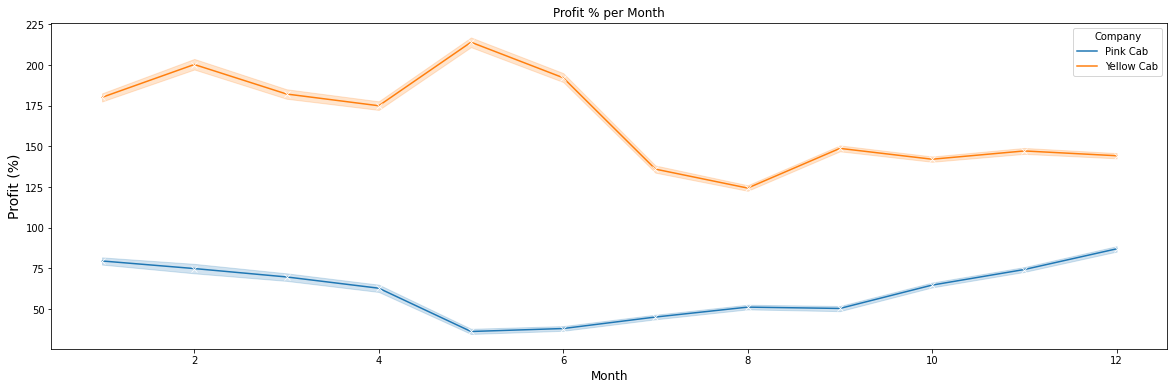 Profit % per Month
Company
Pink Cab
Yellow Cab
Profit (%)
225
200
175
150
125
100
75
50
2
4
6
8
10
12
Month